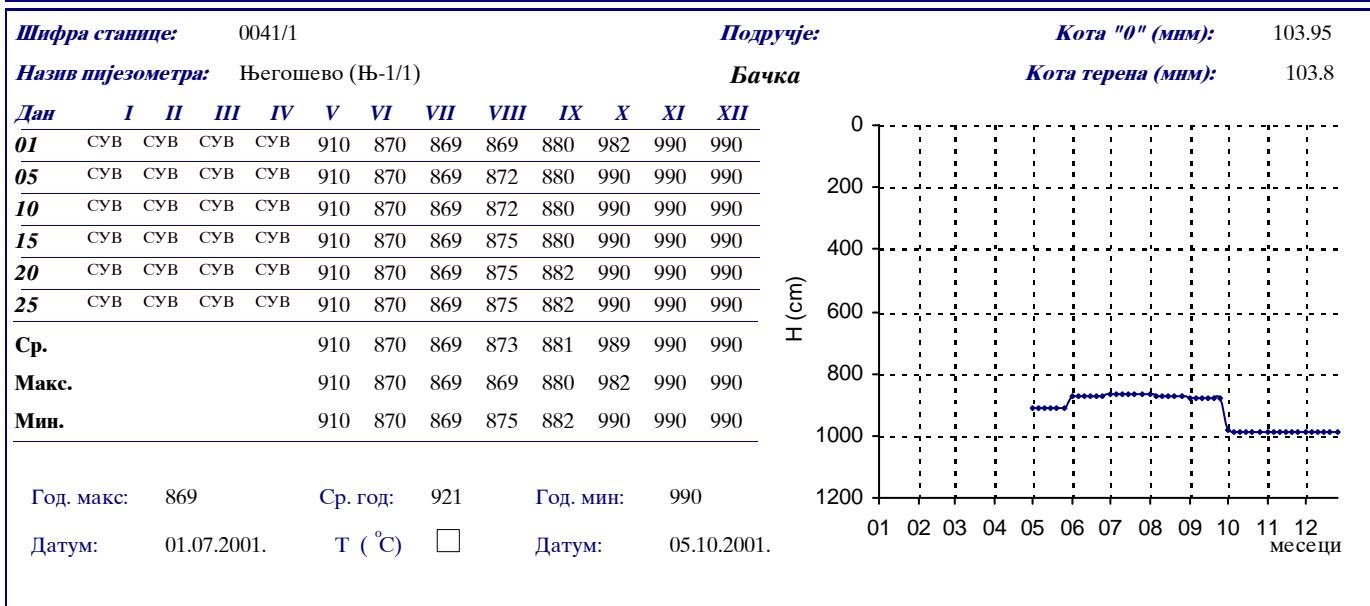 Шифра станице: 0041/1 Подручје: Кота "0" (мнм): 103.95
Назив пијезометра: Његошево (Њ-1/1) Бачка Кота терена (мнм): 103.8
Дан I II III IV V VI VII VIII IX X XI XII
01 СУВ СУВ СУВ СУВ 910 870 869 869 880 982 990 990
05 СУВ СУВ СУВ СУВ 910 870 869 872 880 990 990 990
10 СУВ СУВ СУВ СУВ 910 870 869 872 880 990 990 990
15 СУВ СУВ СУВ СУВ 910 870 869 875 880 990 990 990
20 СУВ СУВ СУВ СУВ 910 870 869 875 882 990 990 990
25 СУВ СУВ СУВ СУВ 910 870 869 875 882 990 990 990
Ср. 910 870 869 873 881 989 990 990
Макс. 910 870 869 869 880 982 990 990
Мин. 910 870 869 875 882 990 990 990
Год. макс: 869 Ср. год: 921 Год. мин: 990
Датум: 01.07.2001. Т ( °C) Датум: 05.10.2001.
H (cm)
0
200
400
600
800
1000
1200
01 02 03 04 05 06 07 08 09 10 11 12
месеци